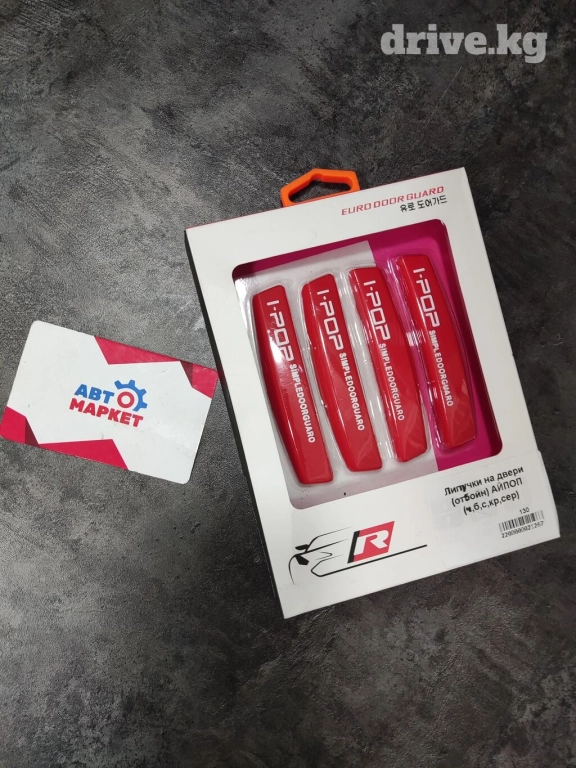 drive.kg
EURO DOOR GUARD
유로 도어가드
I-POP SIMPLEDOORGUARD
I-POP SIMPLEDOORGUARD
I-POP SIMPLEDOORGUARD
I-POP SIMPLEDOORGUARD
АВТО
МАРКЕТ
Липучки на двери
(отбойн) АЙПОП
(ч,б,с,кр,сер)
130
R